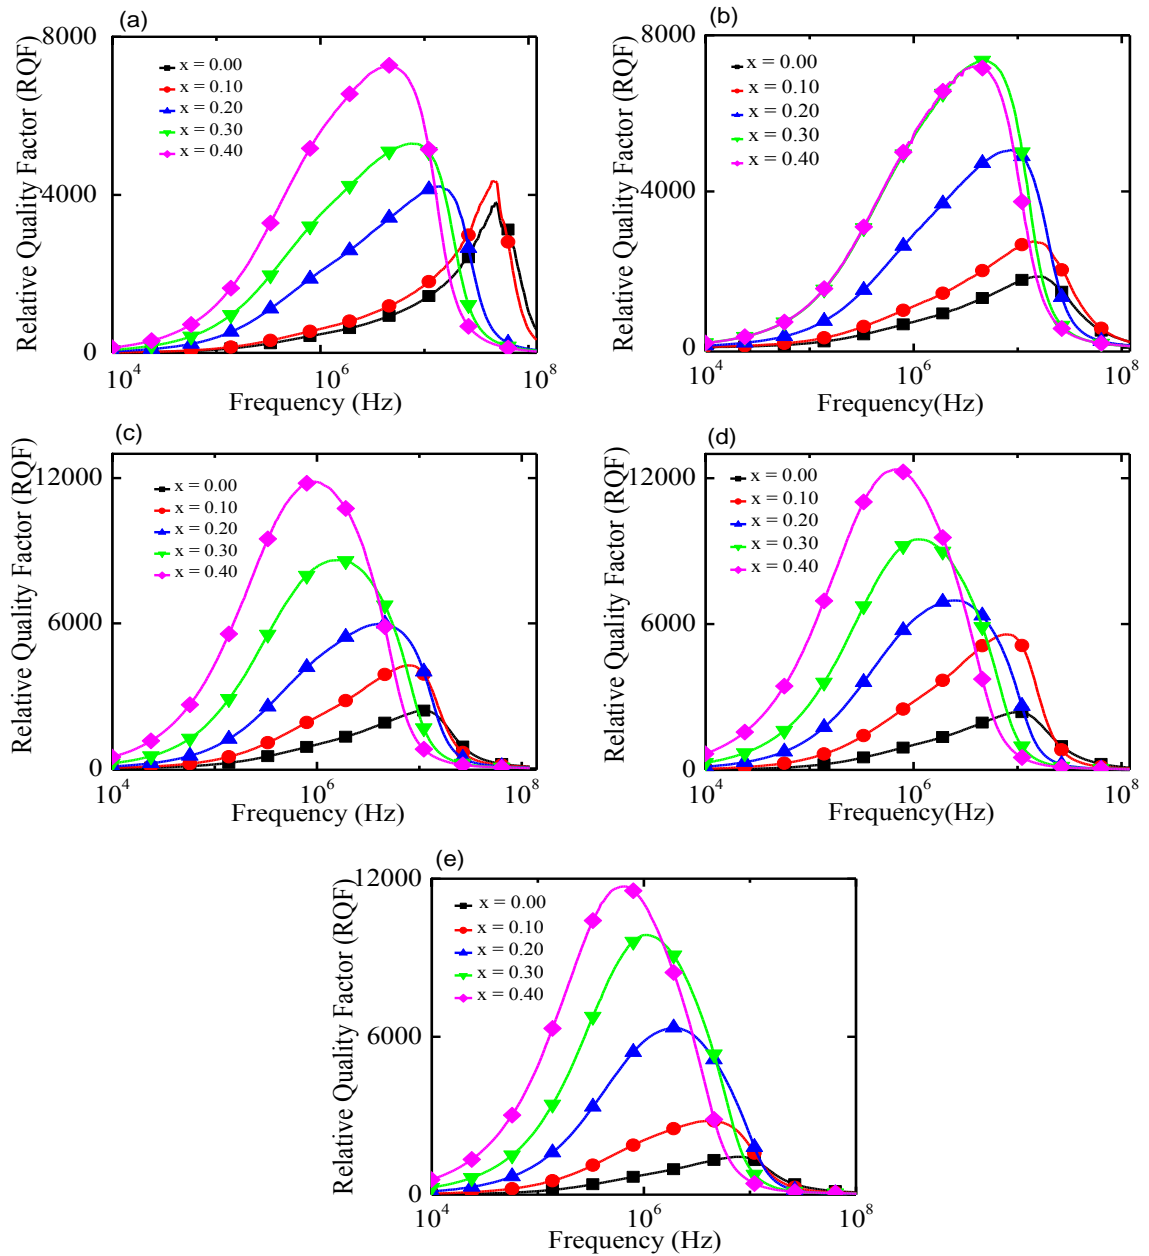 (a)
Relative Quality Factor (RQF)
8000
4000
0
x = 0.00
x = 0.10
x = 0.20
x = 0.30
x = 0.40
10^4
10^6
10^8
Frequency (Hz)
(b)
Relative Quality Factor (RQF)
8000
4000
0
x = 0.00
x = 0.10
x = 0.20
x = 0.30
x = 0.40
10^4
10^6
10^8
Frequency(Hz)
(c)
Relative Quality Factor (RQF)
12000
6000
0
x = 0.00
x = 0.10
x = 0.20
x = 0.30
x = 0.40
10^4
10^6
10^8
Frequency (Hz)
(d)
Relative Quality Factor (RQF)
12000
6000
0
x = 0.00
x = 0.10
x = 0.20
x = 0.30
x = 0.40
10^4
10^6
10^8
Frequency(Hz)
(e)
Relative Quality Factor (RQF)
12000
6000
0
x = 0.00
x = 0.10
x = 0.20
x = 0.30
x = 0.40
10^4
10^6
10^8
Frequency (Hz)